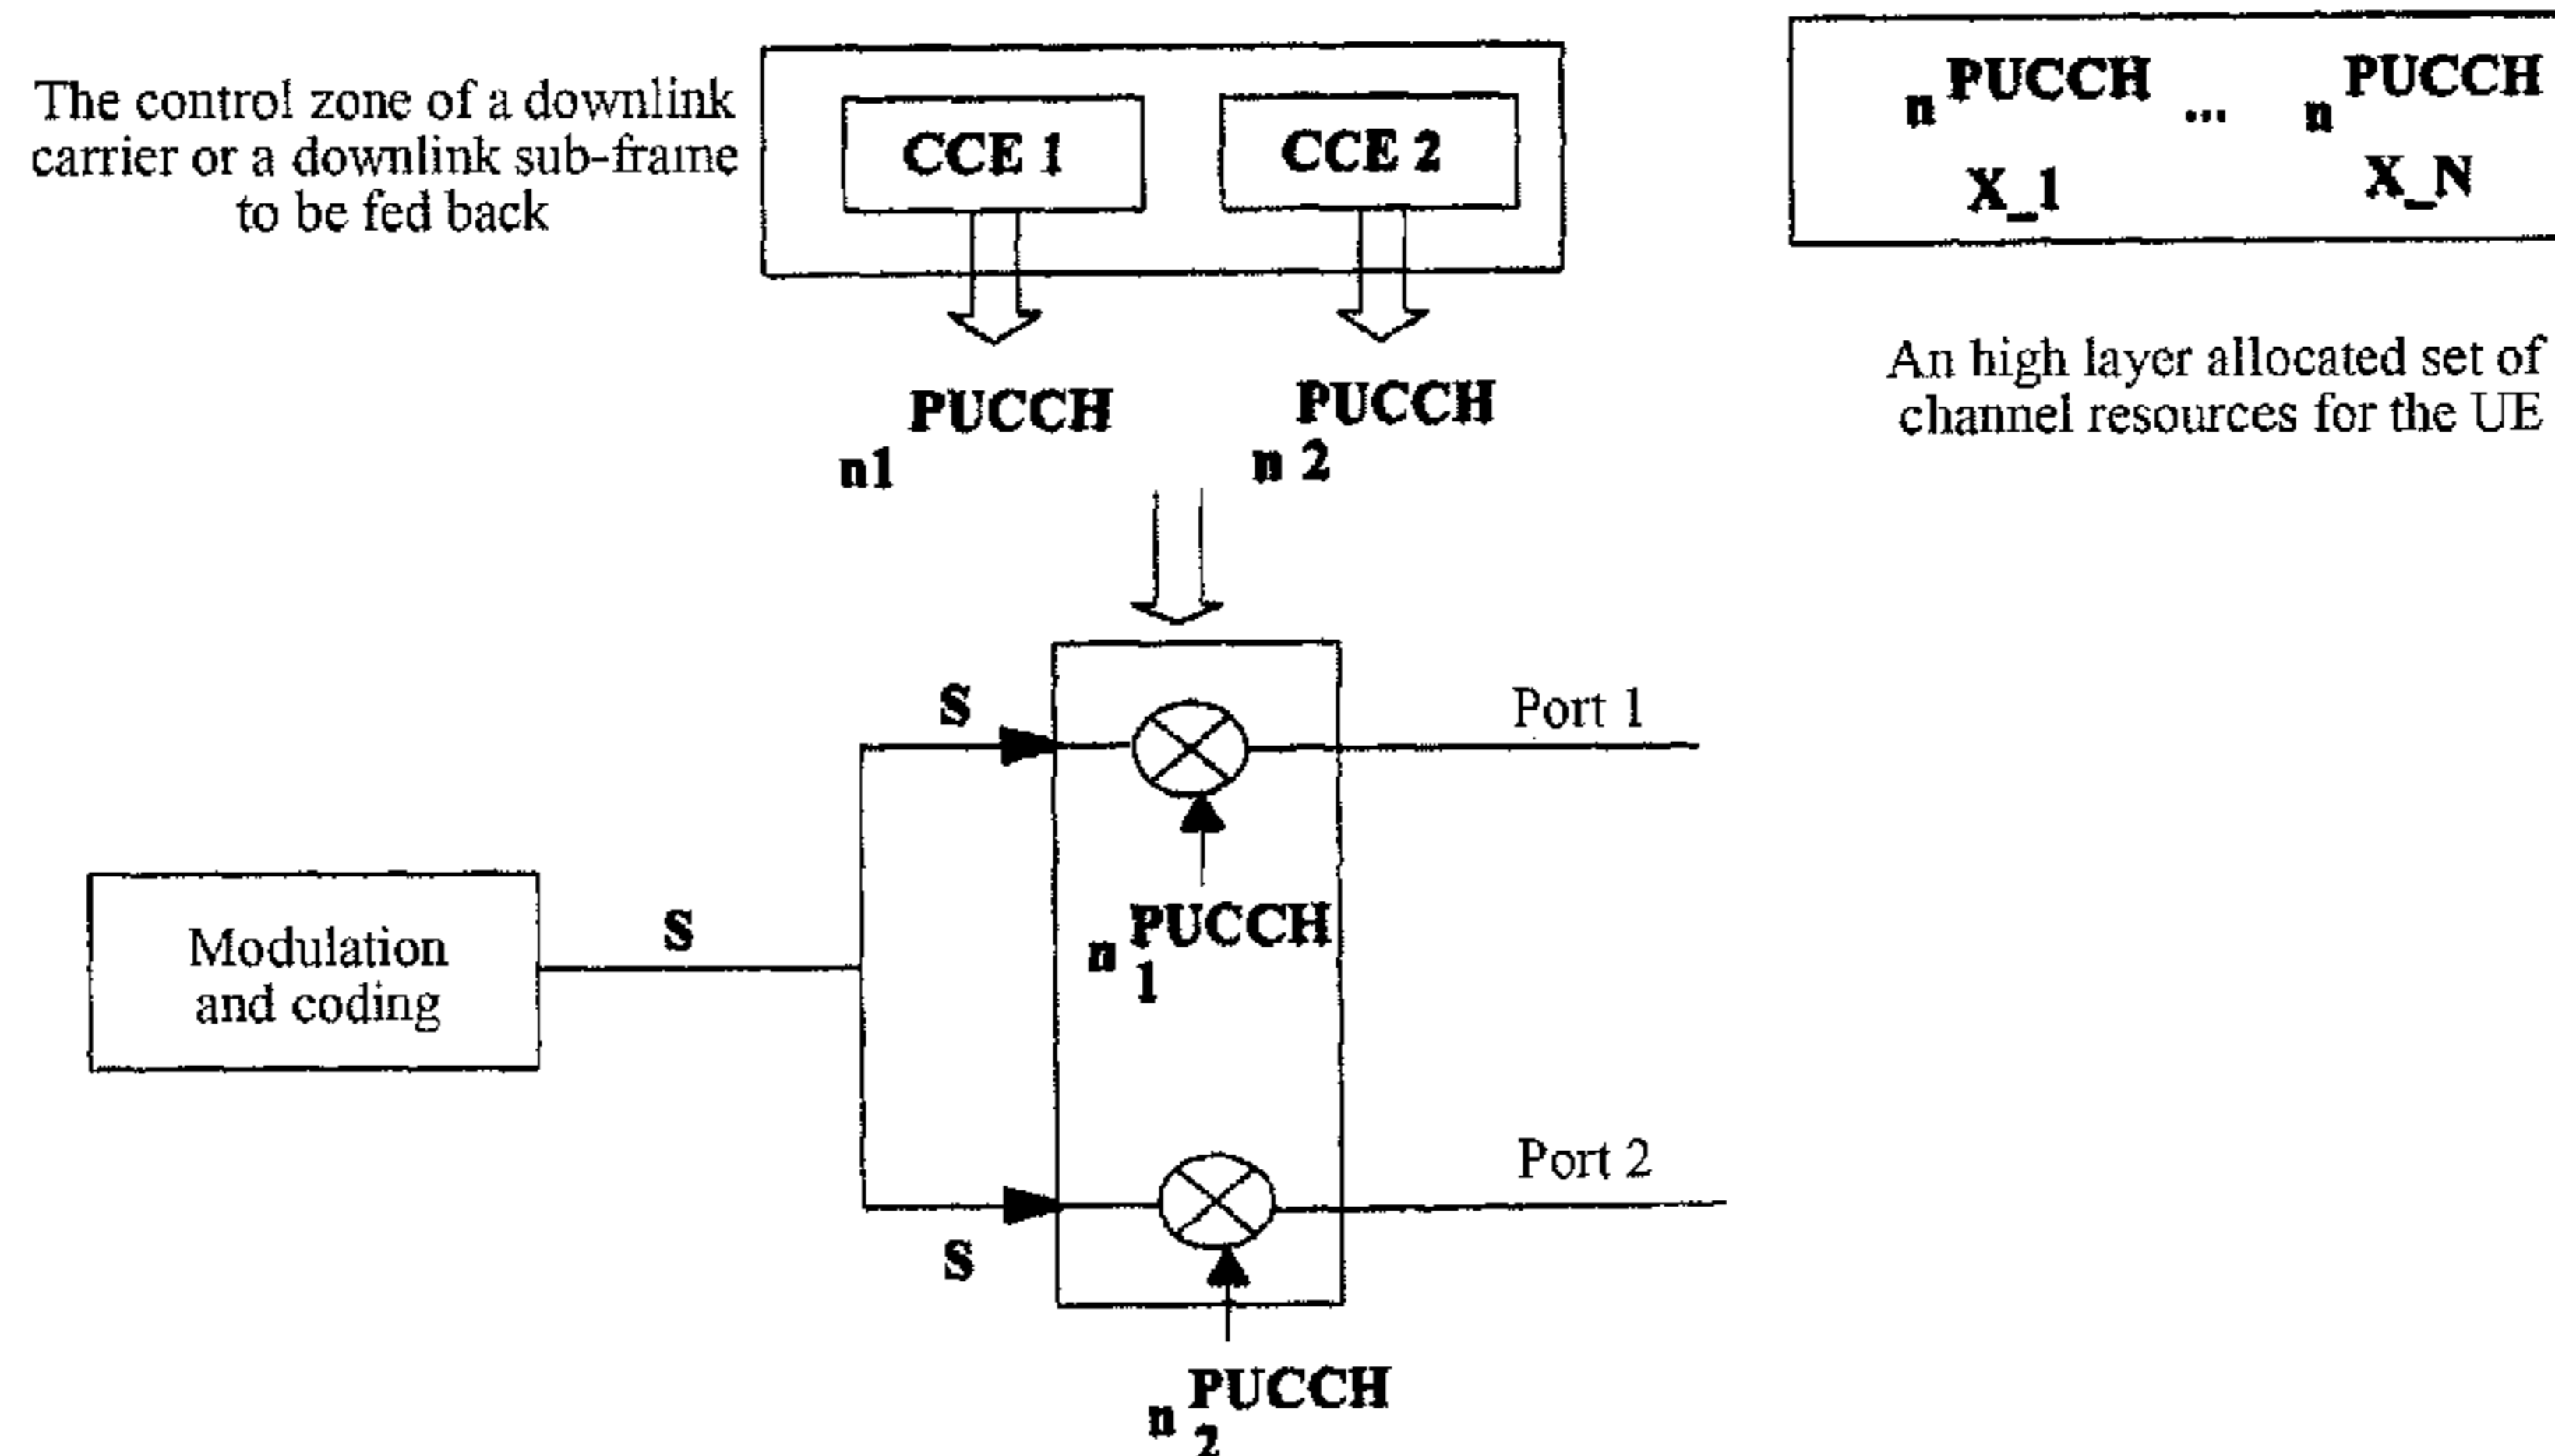 The control zone of a downlink
carrier or a downlink sub-frame
to be fed back
CCE 1 CCE 2
n PUCCH ... n PUCCH
X_1 X_N
An high layer allocated set of
channel resources for the UE
n1 PUCCH n 2 PUCCH
S
Port 1
Modulation
and coding
S
n 1 PUCCH
Port 2
S
n 2 PUCCH